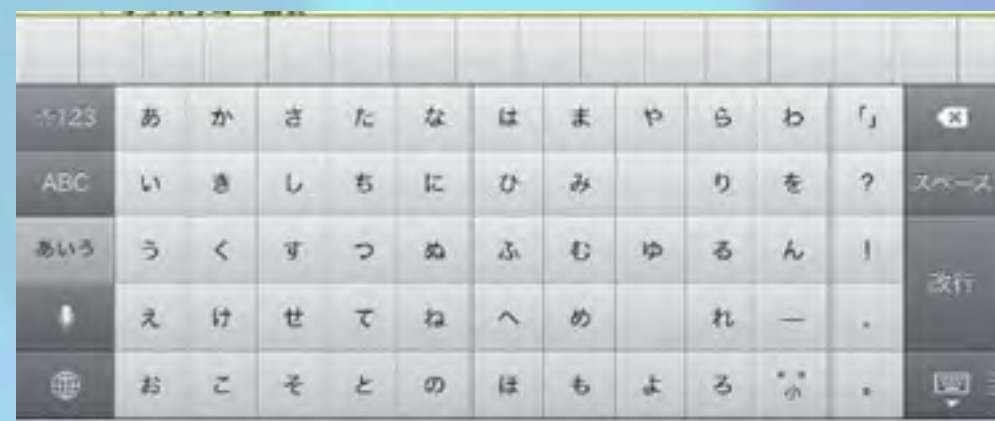 ☆123 あ か さ た な は ま や ら わ 「」
ABC い き し ち に ひ み り を ? スペース
あいう う く す つ ぬ ふ む ゆ る ん !
改行
え け せ て ね へ め れ ー 、
お こ そ と の ほ も よ ろ ゛゜小 。